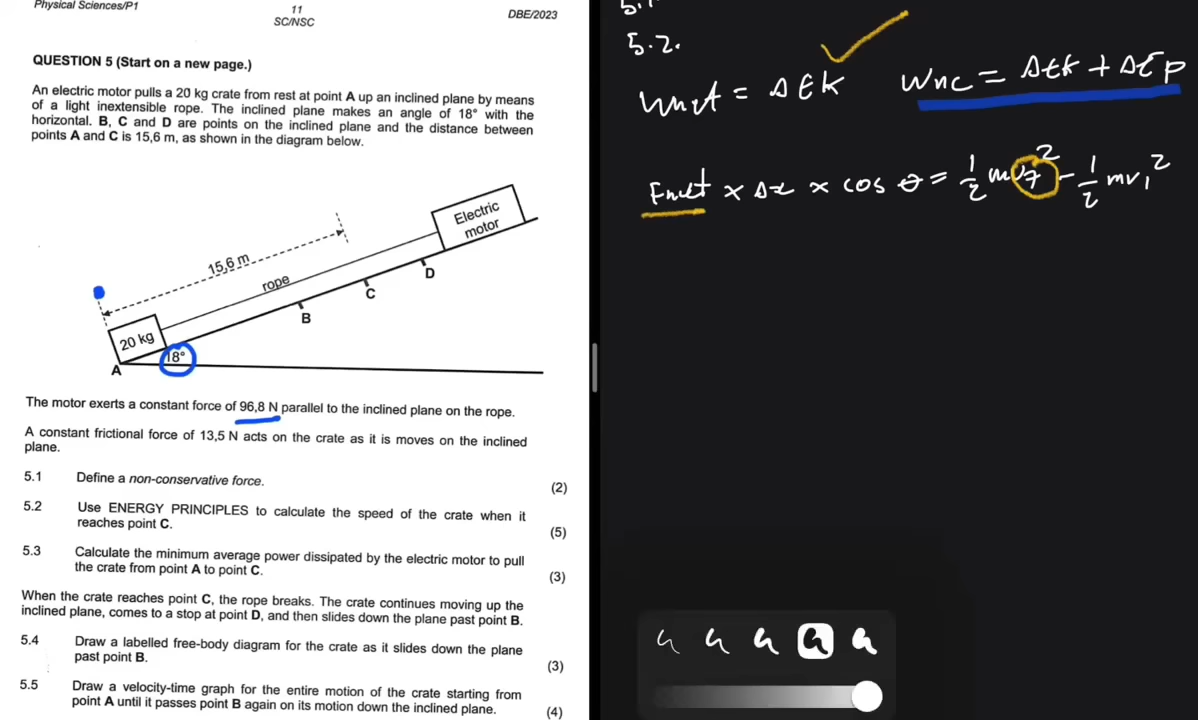 Physical Sciences/P1
11
SC/NSC
DBE/2023
QUESTION 5 (Start on a new page.)
An electric motor pulls a 20 kg crate from rest at point A up an inclined plane by means
of a light inextensible rope. The inclined plane makes an angle of 18° with the
horizontal. B, C and D are points on the inclined plane and the distance between
points A and C is 15,6 m, as shown in the diagram below.
Electric
motor
15,6 m
rope
D
C
B
20 kg
18°
A
The motor exerts a constant force of 96,8 N parallel to the inclined plane on the rope.
A constant frictional force of 13,5 N acts on the crate as it is moves on the inclined
plane.
5.1 Define a non-conservative force.
(2)
5.2 Use ENERGY PRINCIPLES to calculate the speed of the crate when it
reaches point C.
(5)
5.3 Calculate the minimum average power dissipated by the electric motor to pull
the crate from point A to point C.
(3)
When the crate reaches point C, the rope breaks. The crate continues moving up the
inclined plane, comes to a stop at point D, and then slides down the plane past point B.
5.4 Draw a labelled free-body diagram for the crate as it slides down the plane
past point B.
(3)
5.5 Draw a velocity-time graph for the entire motion of the crate starting from
point A until it passes point B again on its motion down the inclined plane.
(4)
5.2.
Wnet = ΔEk
Wnc = ΔEk + ΔEp
Fnet × Δx × cos θ = 1/2 mvf² - 1/2 mvi²